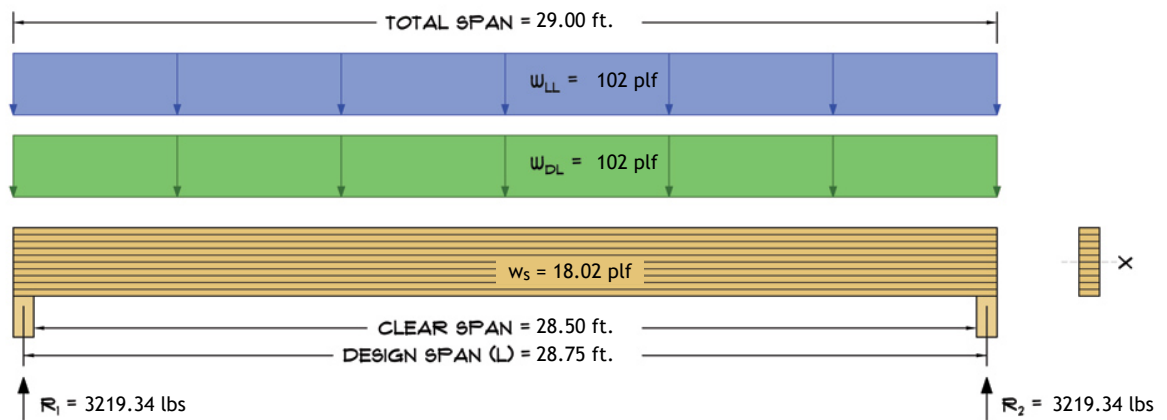 TOTAL SPAN = 29.00 ft.
WLL = 102 plf
WDL = 102 plf
ws = 18.02 plf
X
CLEAR SPAN = 28.50 ft.
DESIGN SPAN (L) = 28.75 ft.
R1 = 3219.34 lbs
R2 = 3219.34 lbs